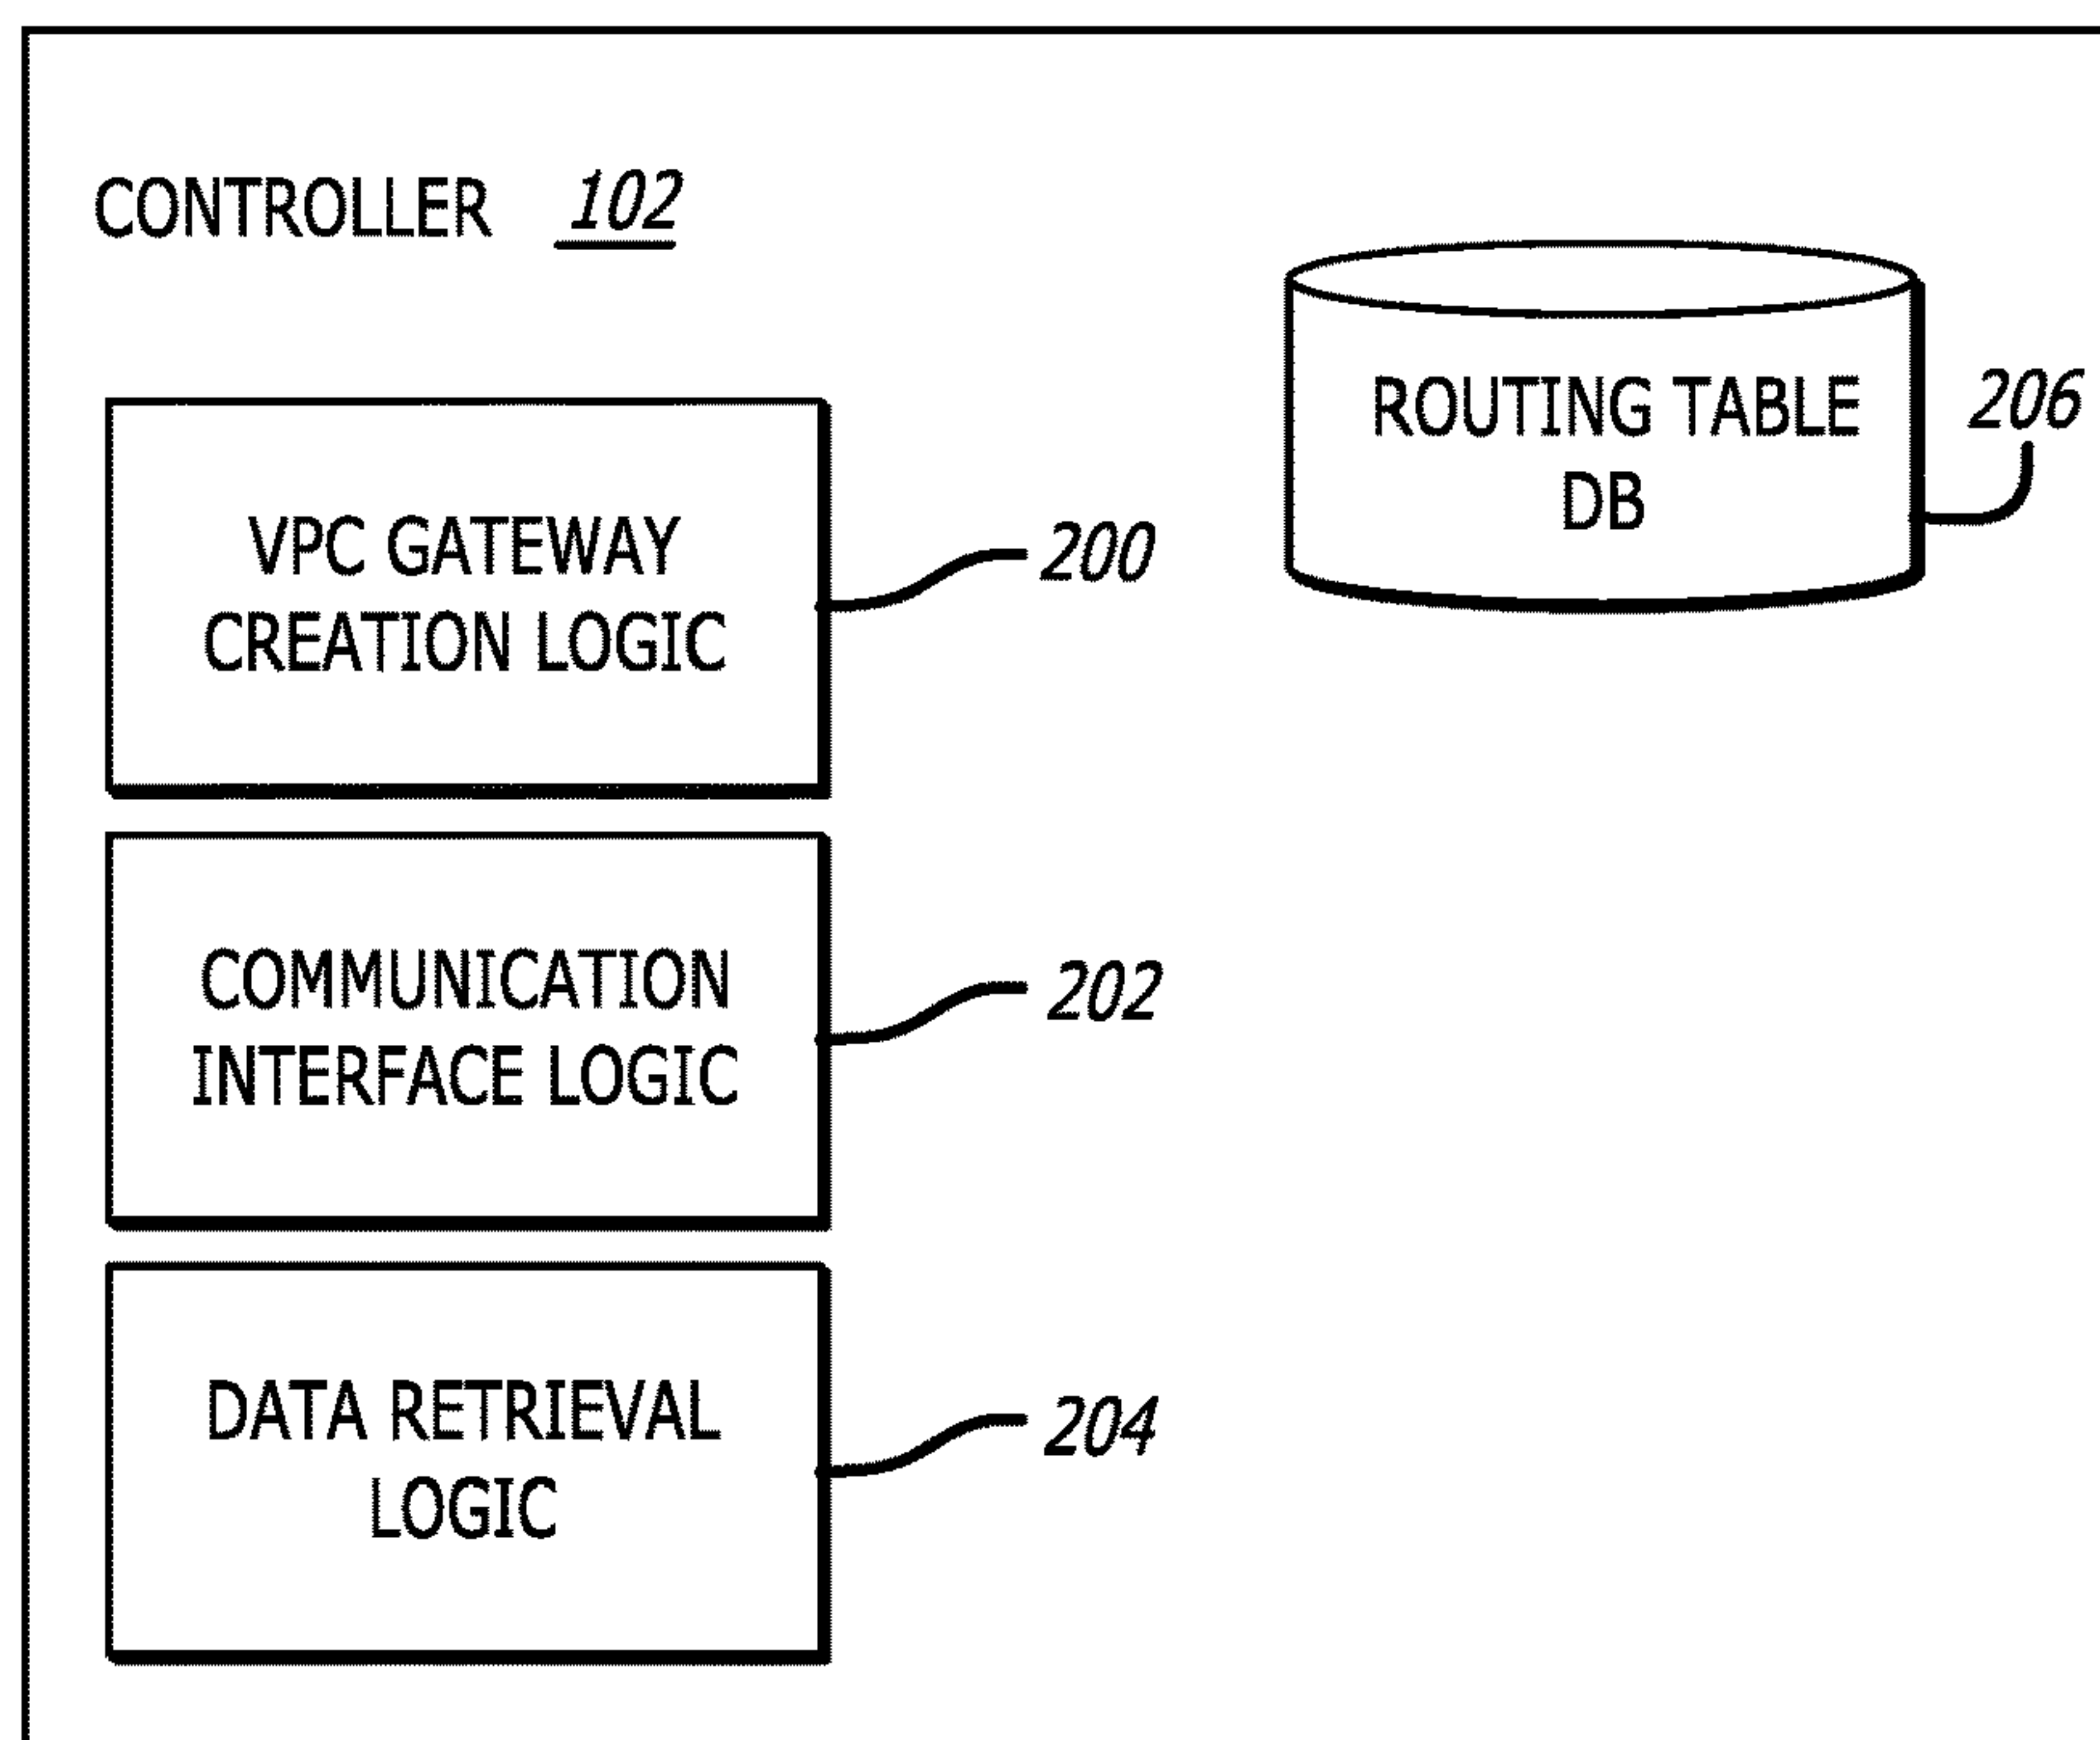 CONTROLLER 102
ROUTING TABLE
DB
206
VPC GATEWAY
CREATION LOGIC
200
COMMUNICATION
INTERFACE LOGIC
202
DATA RETRIEVAL
LOGIC
204